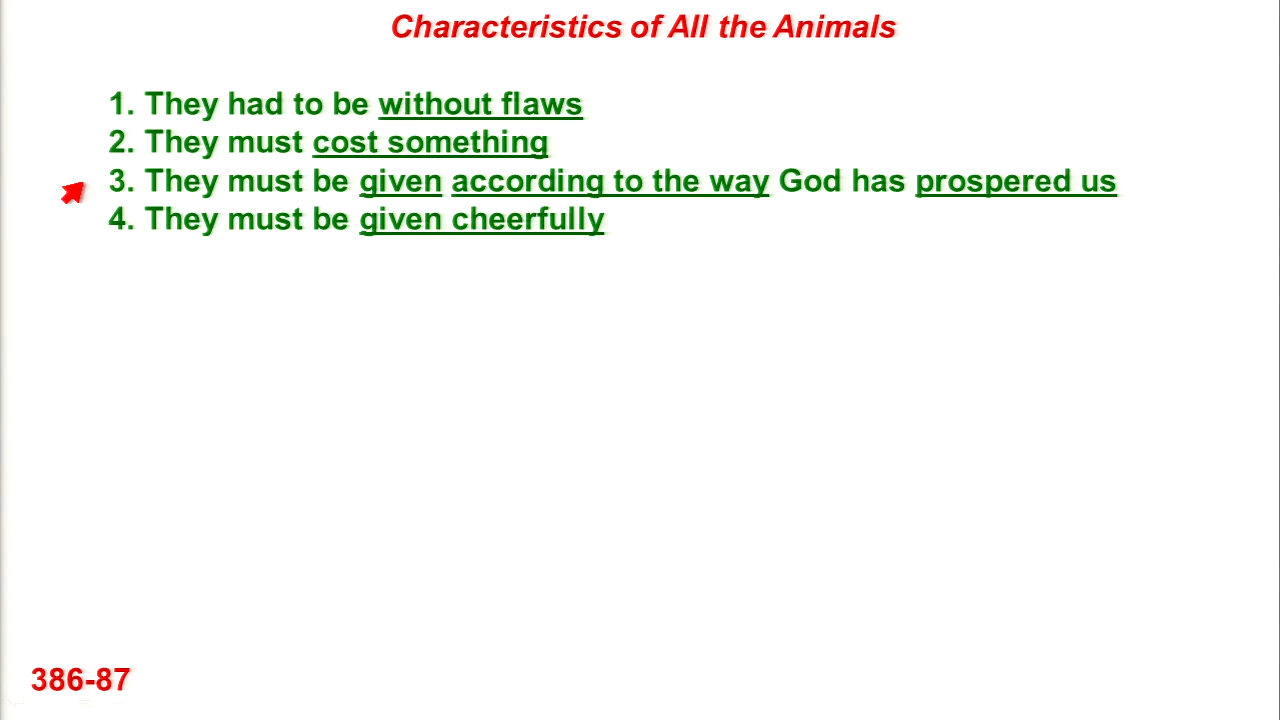 Characteristics of All the Animals
1. They had to be without flaws
2. They must cost something
3. They must be given according to the way God has prospered us
4. They must be given cheerfully
386-87